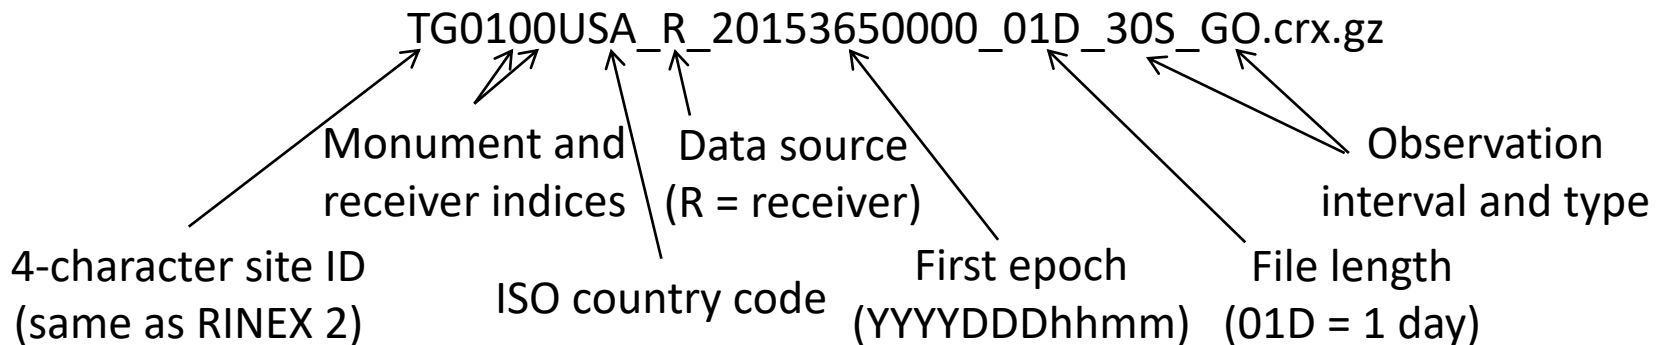 TG0100USA_R_20153650000_01D_30S_GO.crx.gz
Monument and
receiver indices
Data source
(R = receiver)
Observation
interval and type
4-character site ID
(same as RINEX 2)
ISO country code
First epoch
(YYYYDDDhhmm)
File length
(01D = 1 day)